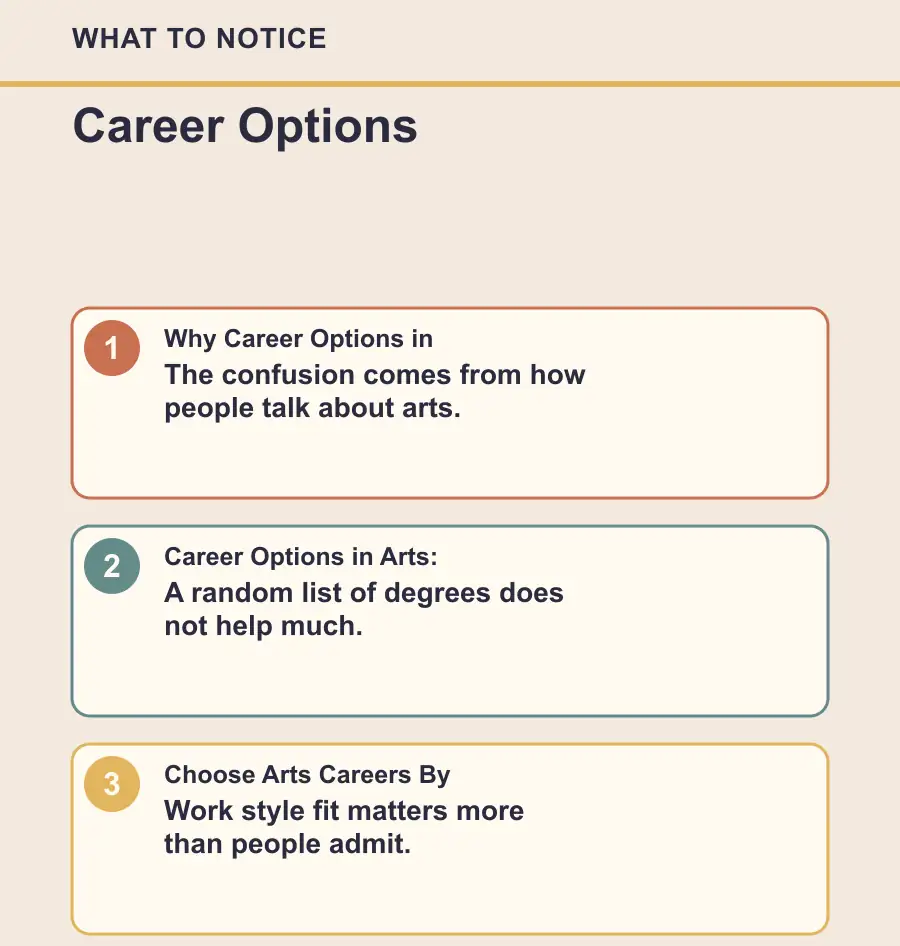 WHAT TO NOTICE
Career Options
1
Why Career Options in
The confusion comes from how
people talk about arts.
2
Career Options in Arts:
A random list of degrees does
not help much.
3
Choose Arts Careers By
Work style fit matters more
than people admit.